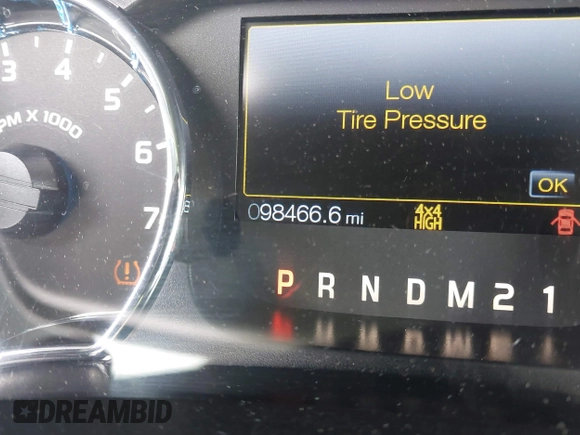 Low
Tire Pressure
OK
098466.6 mi
4x4
HIGH
P R N D M 2 1
3 4 5 6 7
PM X 1000
E
DREAMBID